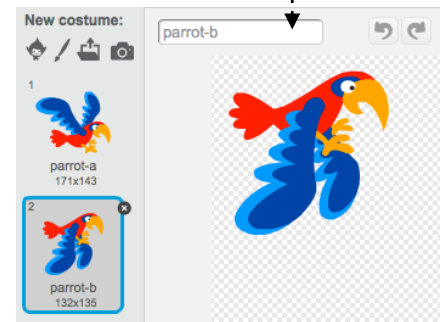 New costume:
parrot-b
1
parrot-a
171x143
2
parrot-b
132x135